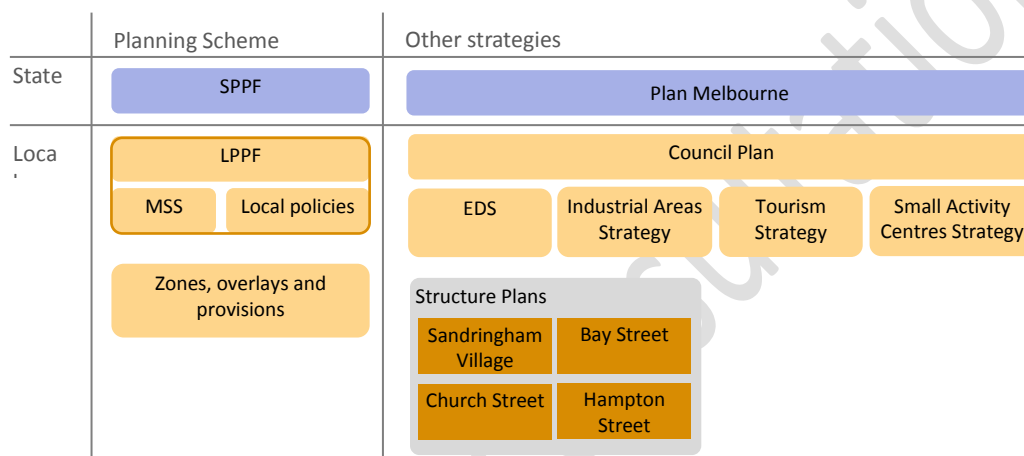 Planning Scheme
Other strategies
State
SPPF
Plan Melbourne
Loca
LPPF
Council Plan
MSS
Local policies
EDS
Industrial Areas
Strategy
Tourism
Strategy
Small Activity
Centres Strategy
Zones, overlays and
provisions
Structure Plans
Sandringham
Village
Bay Street
Church Street
Hampton
Street